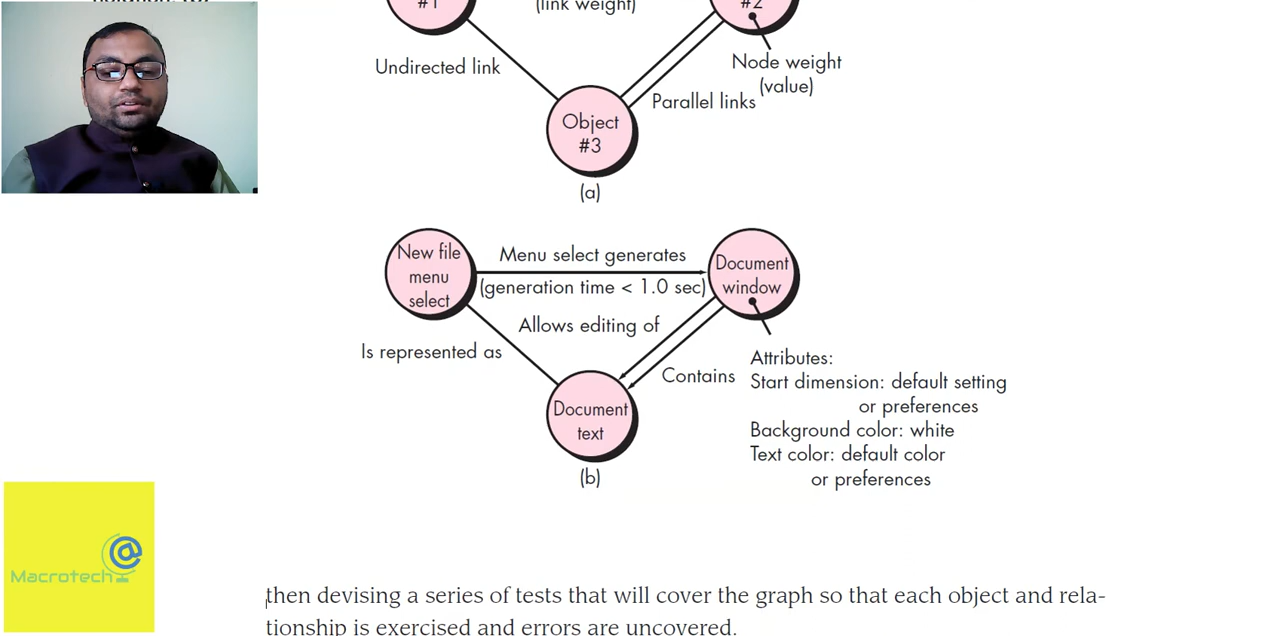 #1
(link weight)
#2
Undirected link
Node weight
(value)
Parallel links
Object
#3
(a)
New file
menu
select
Menu select generates
(generation time < 1.0 sec)
Document
window
Allows editing of
Is represented as
Contains
Attributes:
Start dimension: default setting
or preferences
Background color: white
Text color: default color
or preferences
Document
text
(b)
@
Macrotech
then devising a series of tests that will cover the graph so that each object and rela-
tionship is exercised and errors are uncovered.